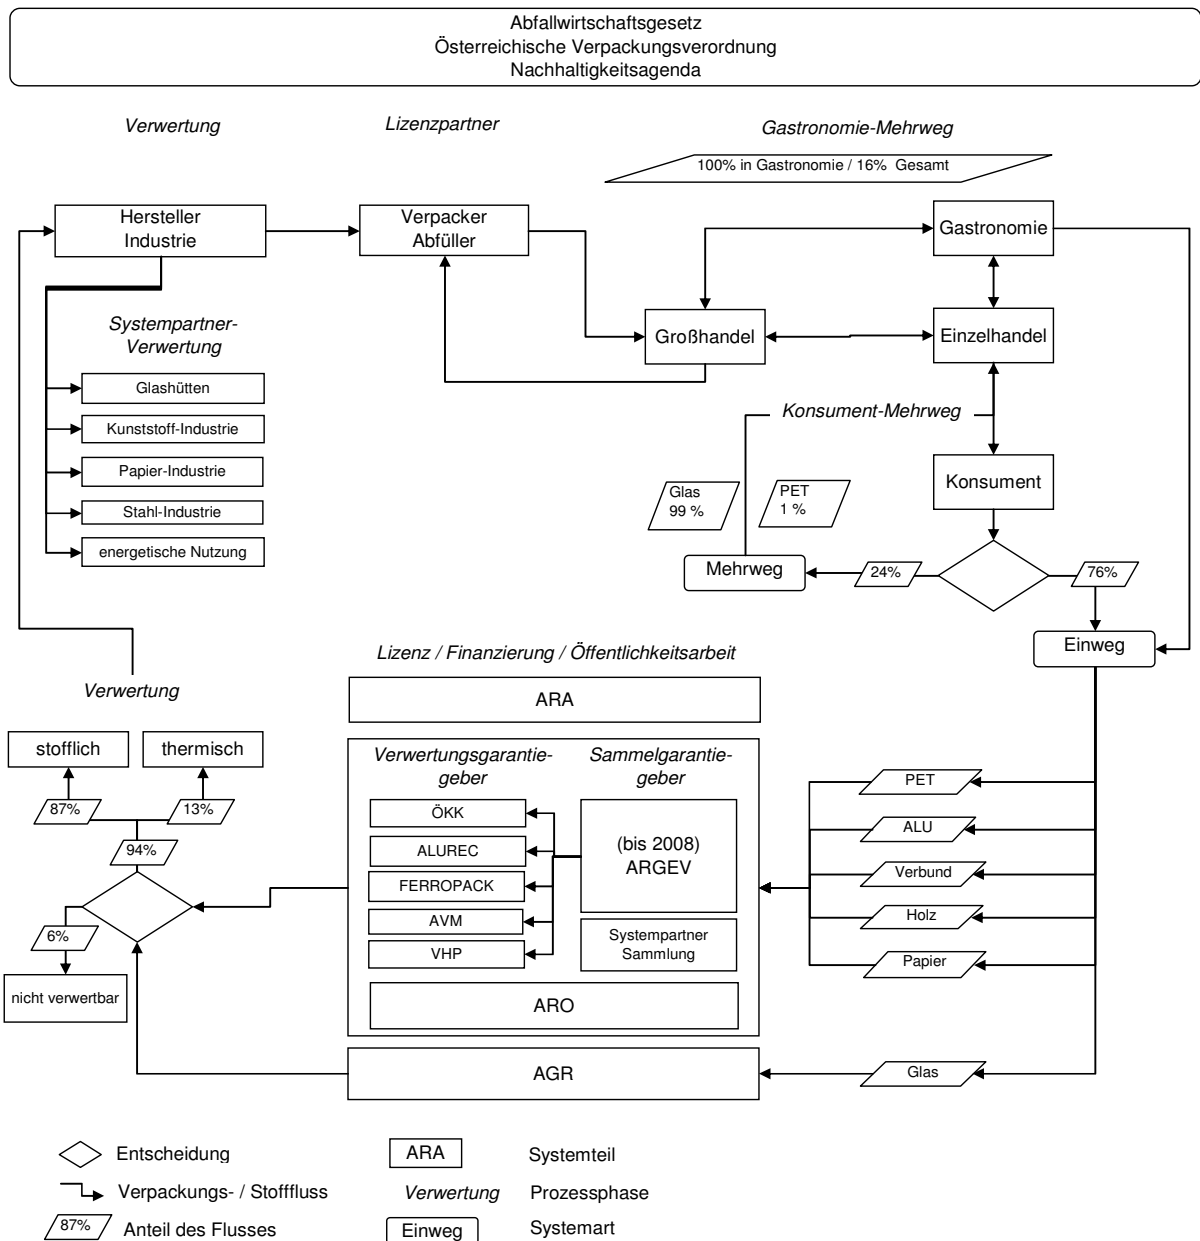 Abfallwirtschaftsgesetz
Österreichische Verpackungsverordnung
Nachhaltigkeitsagenda
Verwertung
Lizenzpartner
Gastronomie-Mehrweg
100% in Gastronomie / 16% Gesamt
Hersteller
Industrie
Verpacker
Abfüller
Gastronomie
Großhandel
Einzelhandel
Systempartner-
Verwertung
Glashütten
Kunststoff-Industrie
Papier-Industrie
Stahl-Industrie
energetische Nutzung
Konsument-Mehrweg
Konsument
Glas
99 %
PET
1 %
Mehrweg
24%
76%
Einweg
Lizenz / Finanzierung / Öffentlichkeitsarbeit
ARA
Verwertung
stofflich
thermisch
87%
13%
94%
6%
nicht verwertbar
Verwertungsgarantie-
geber
Sammelgarantie-
geber
ÖKK
ALUREC
FERROPACK
AVM
VHP
(bis 2008)
ARGEV
Systempartner
Sammlung
ARO
AGR
PET
ALU
Verbund
Holz
Papier
Glas
Entscheidung
ARA
Systemteil
Verpackungs- / Stofffluss
Verwertung
Prozessphase
87%
Anteil des Flusses
Einweg
Systemart